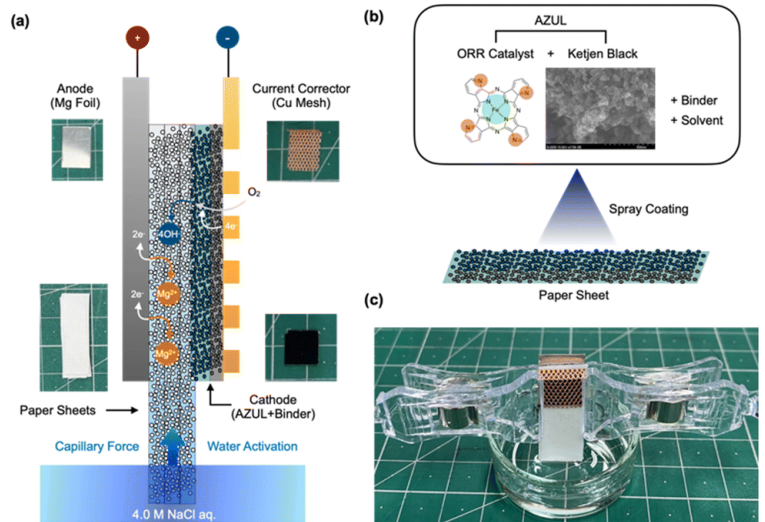 (a)
+
-
Anode
(Mg Foil)
Current Corrector
(Cu Mesh)
O2
4e-
4OH-
2e-
Mg2+
2e-
Mg2+
Paper Sheets
Cathode
(AZUL+Binder)
Capillary Force
Water Activation
4.0 M NaCl aq.
(b)
AZUL
ORR Catalyst + Ketjen Black
N
N
N
N
N
N
N
N
N
N
N
N
Fe
+ Binder
+ Solvent
Spray Coating
Paper Sheet
(c)